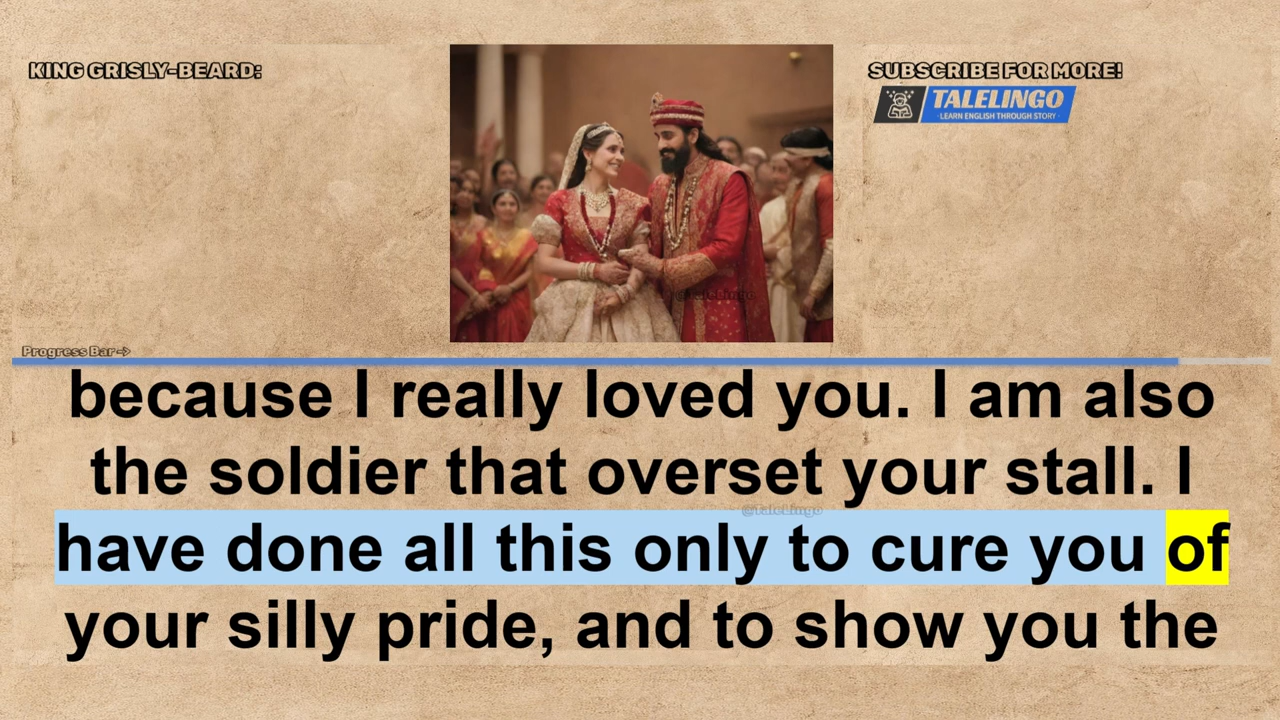 KING GRISLY-BEARD:
SUBSCRIBE FOR MORE!
TALELINGO
· LEARN ENGLISH THROUGH STORY ·
@TaleLingo
Progress Bar->
because I really loved you. I am also
the soldier that overset your stall. I
@TaleLingo
have done all this only to cure you of
your silly pride, and to show you the